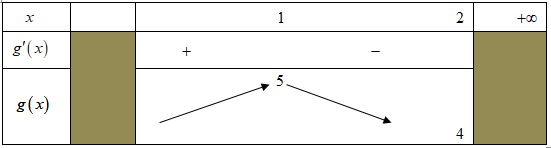 x 1 2 +∞
g′(x) + −
5
g(x)
4